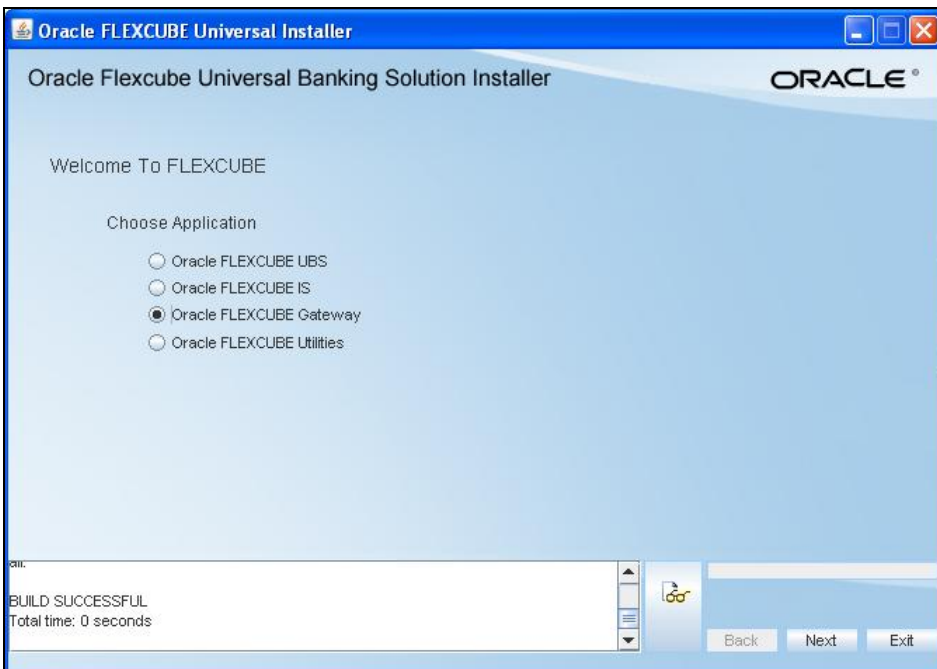 Oracle FLEXCUBE Universal Installer
Oracle Flexcube Universal Banking Solution Installer
ORACLE®
Welcome To FLEXCUBE
Choose Application
Oracle FLEXCUBE UBS
Oracle FLEXCUBE IS
Oracle FLEXCUBE Gateway
Oracle FLEXCUBE Utilities
BUILD SUCCESSFUL
Total time: 0 seconds
Back Next Exit